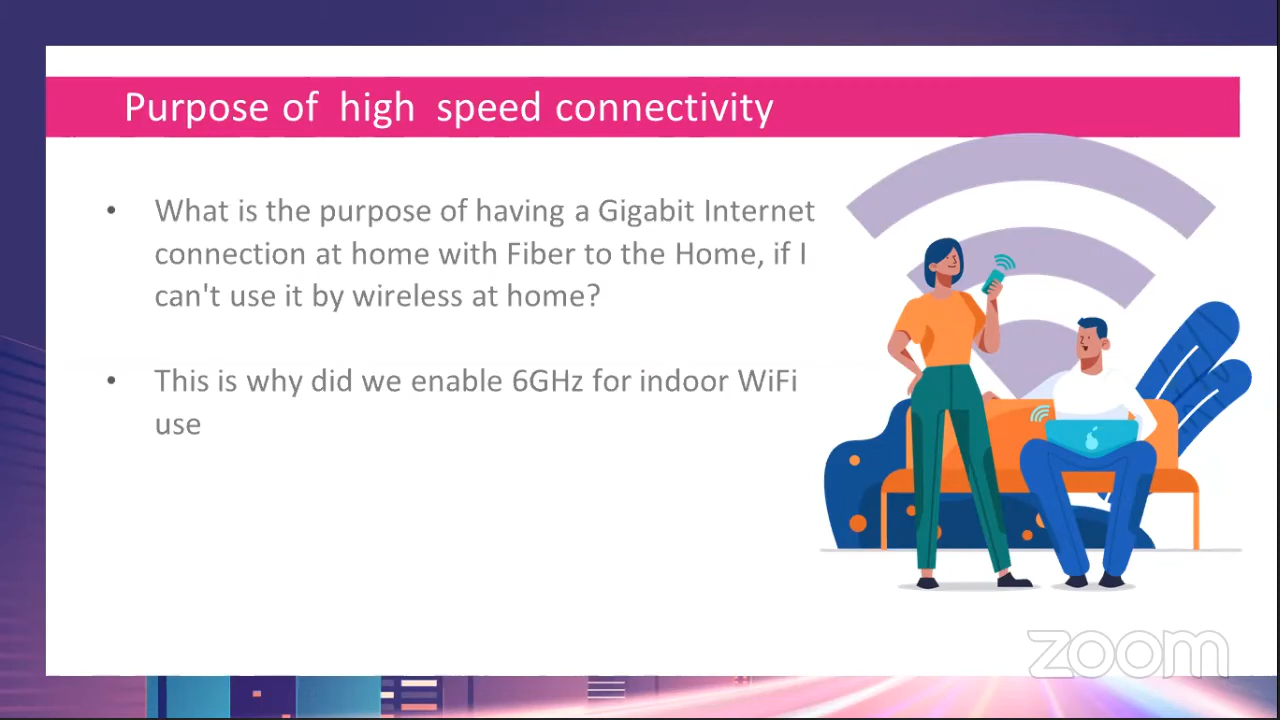 Purpose of high speed connectivity
• What is the purpose of having a Gigabit Internet
connection at home with Fiber to the Home, if I
can't use it by wireless at home?
• This is why did we enable 6GHz for indoor WiFi
use
zoom